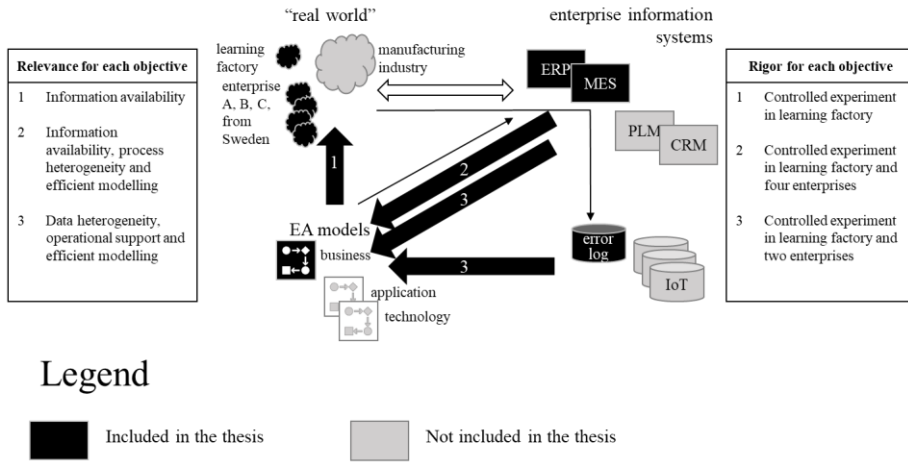 “real world”
enterprise information
systems
learning
factory
enterprise
A, B, C,
from
Sweden
manufacturing
industry
ERP
MES
PLM
CRM
Relevance for each objective
1 Information availability
2 Information
availability, process
heterogeneity and
efficient modelling
3 Data heterogeneity,
operational support and
efficient modelling
Rigor for each objective
1 Controlled experiment
in learning factory
2 Controlled experiment
in learning factory and
four enterprises
3 Controlled experiment
in learning factory and
two enterprises
1
2
3
EA models
business
3
error
log
IoT
application
technology
Legend
Included in the thesis
Not included in the thesis